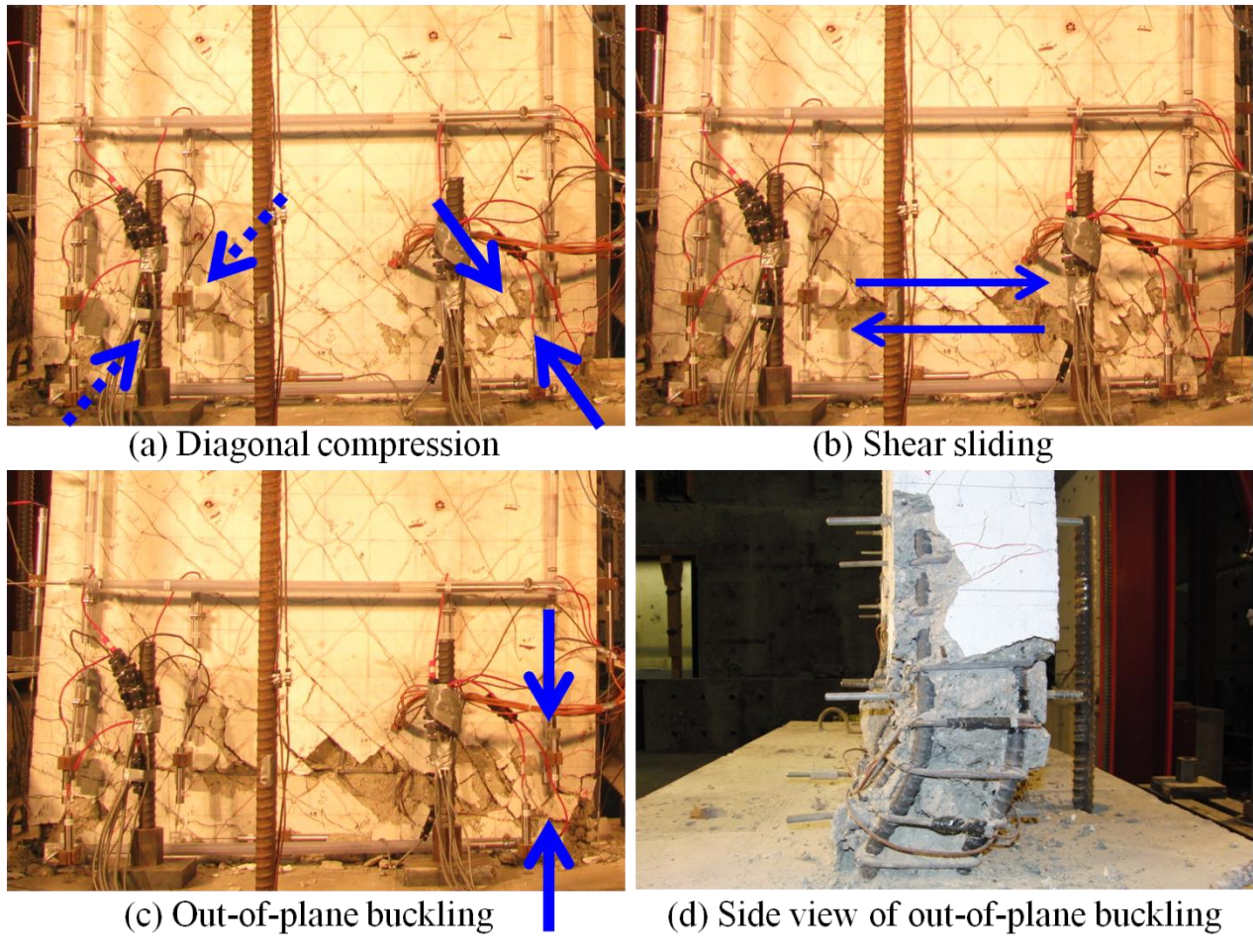 (a) Diagonal compression
(b) Shear sliding
(c) Out-of-plane buckling
(d) Side view of out-of-plane buckling